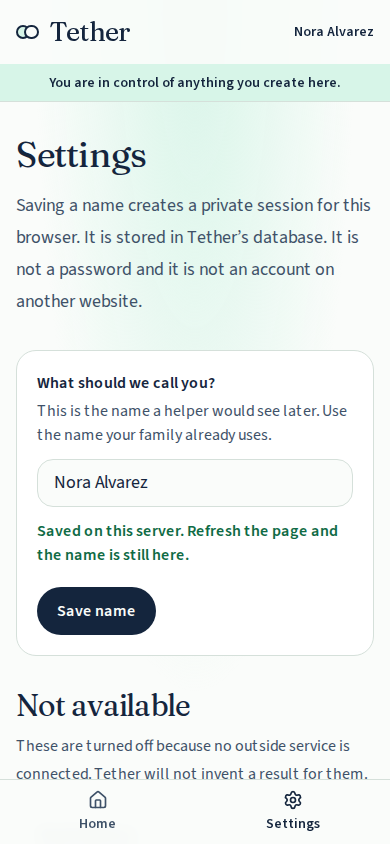 Tether
Nora Alvarez
You are in control of anything you create here.
Settings
Saving a name creates a private session for this
browser. It is stored in Tether’s database. It is
not a password and it is not an account on
another website.
What should we call you?
This is the name a helper would see later. Use
the name your family already uses.
Nora Alvarez
Saved on this server. Refresh the page and
the name is still here.
Save name
Not available
These are turned off because no outside service is
connected. Tether will not invent a result for them.
Home
Settings